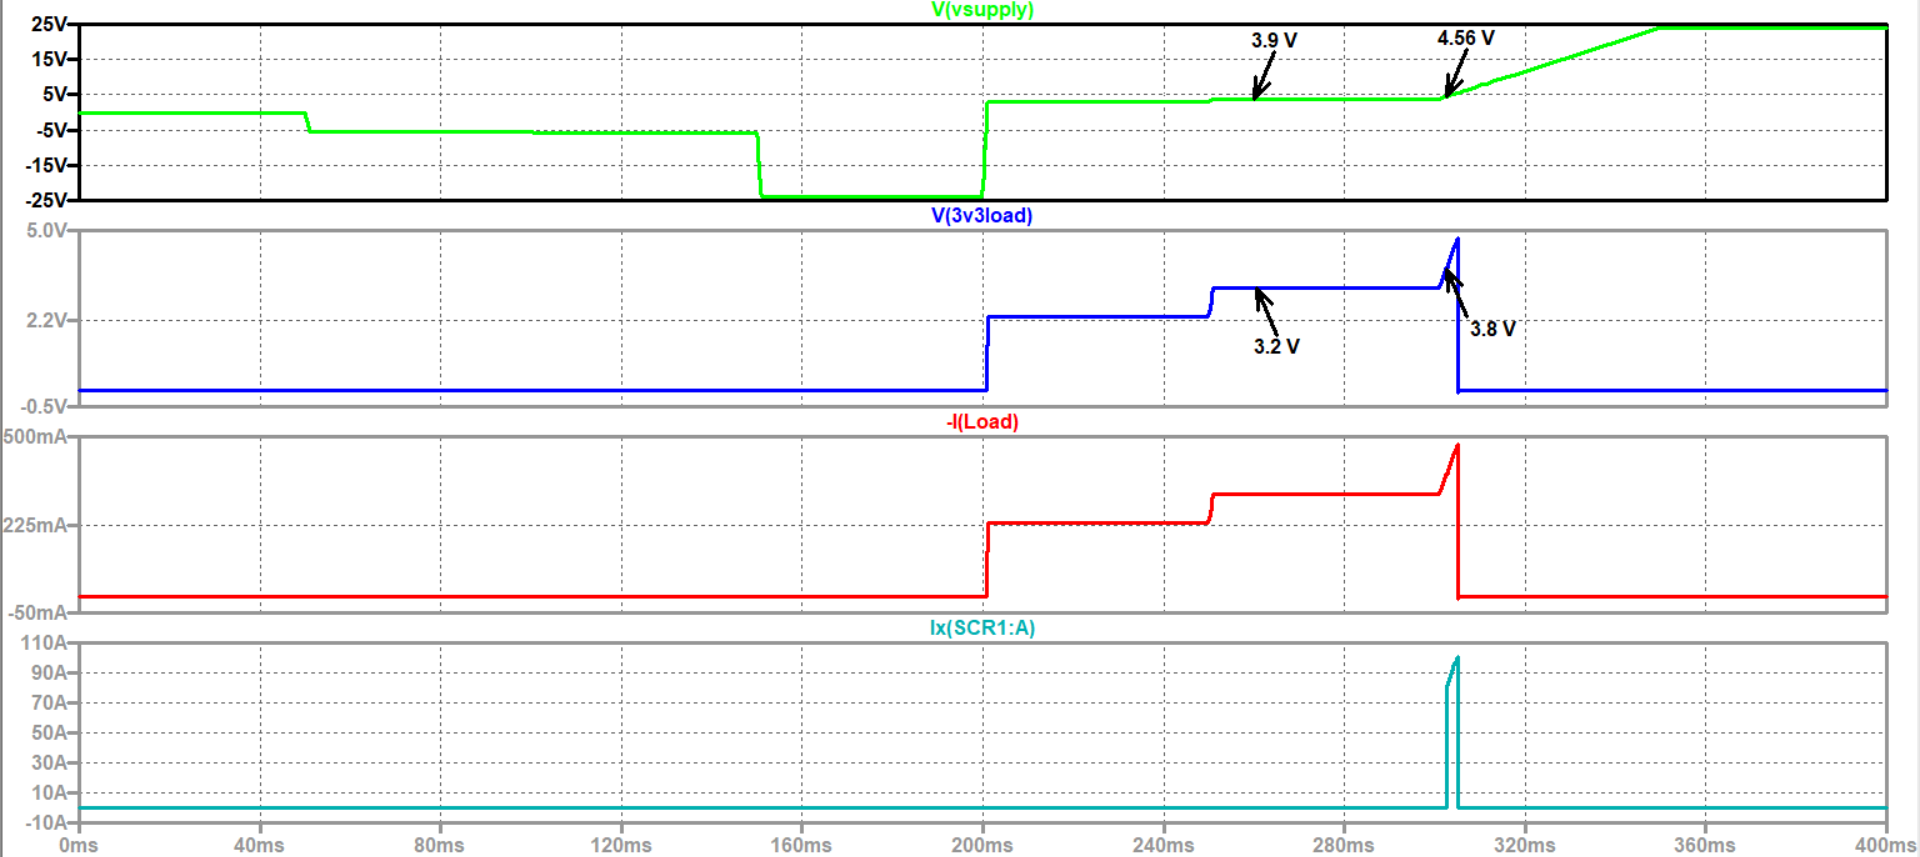 V(vsupply)
25V
15V
5V
-5V
-15V
-25V
3.9 V
4.56 V
V(3v3load)
5.0V
2.2V
-0.5V
3.2 V
3.8 V
-I(Load)
500mA
225mA
-50mA
Ix(SCR1:A)
110A
90A
70A
50A
30A
10A
-10A
0ms 40ms 80ms 120ms 160ms 200ms 240ms 280ms 320ms 360ms 400ms